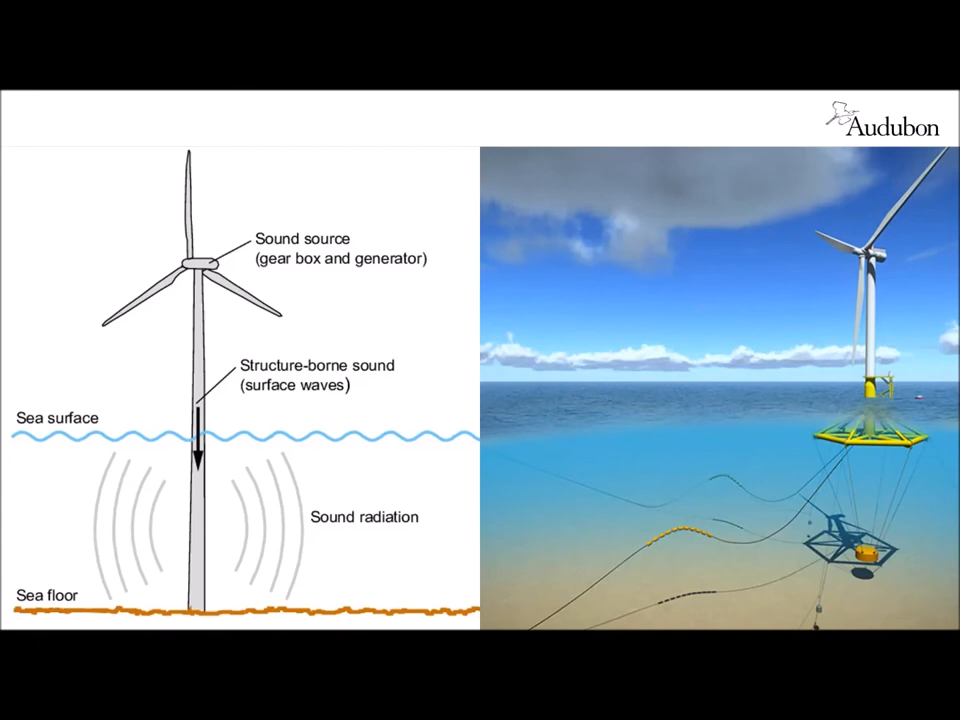 Audubon
Sound source
(gear box and generator)
Structure-borne sound
(surface waves)
Sea surface
Sound radiation
Sea floor